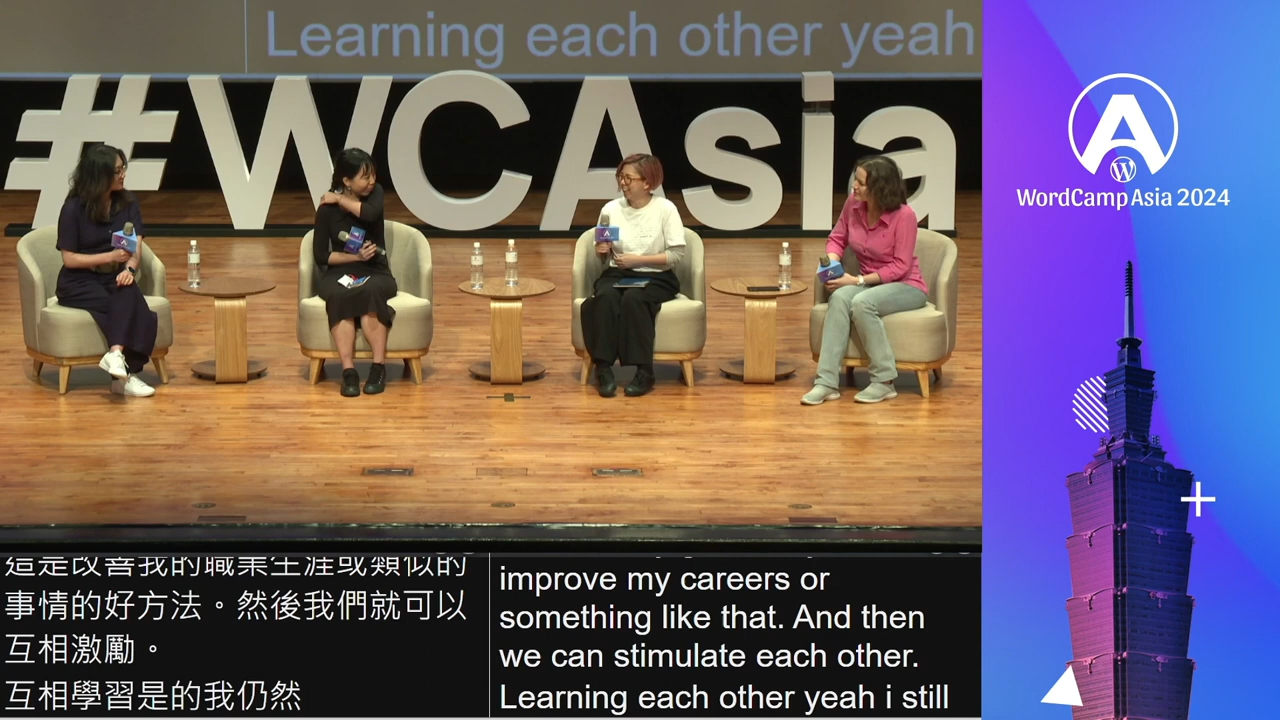 Learning each other yeah
#WCAsia
WordCamp Asia 2024
這是改善我的職業生涯或類似的
事情的好方法。然後我們就可以
互相激勵。
互相學習是的我仍然
improve my careers or
something like that. And then
we can stimulate each other.
Learning each other yeah i still